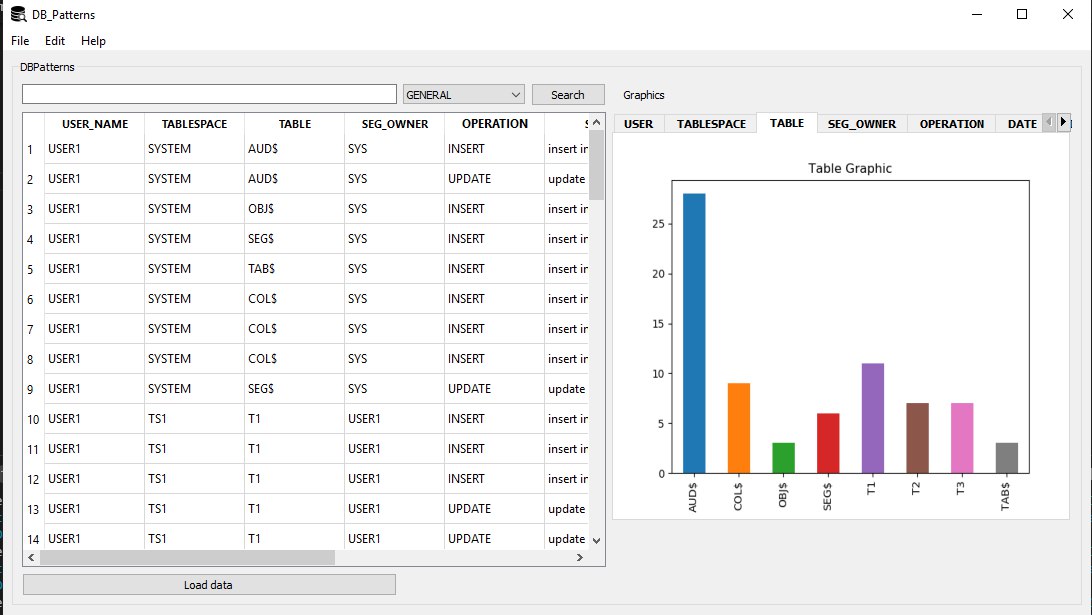 DB_Patterns
File Edit Help
DBPatterns
GENERAL Search Graphics
USER_NAME TABLESPACE TABLE SEG_OWNER OPERATION S
1 USER1 SYSTEM AUD$ SYS INSERT insert in
2 USER1 SYSTEM AUD$ SYS UPDATE update
3 USER1 SYSTEM OBJ$ SYS INSERT insert in
4 USER1 SYSTEM SEG$ SYS INSERT insert in
5 USER1 SYSTEM TAB$ SYS INSERT insert in
6 USER1 SYSTEM COL$ SYS INSERT insert in
7 USER1 SYSTEM COL$ SYS INSERT insert in
8 USER1 SYSTEM COL$ SYS INSERT insert in
9 USER1 SYSTEM SEG$ SYS UPDATE update
10 USER1 TS1 T1 USER1 INSERT insert in
11 USER1 TS1 T1 USER1 INSERT insert in
12 USER1 TS1 T1 USER1 INSERT insert in
13 USER1 TS1 T1 USER1 UPDATE update
14 USER1 TS1 T1 USER1 UPDATE update
Load data
USER TABLESPACE TABLE SEG_OWNER OPERATION DATE
Table Graphic
25
20
15
10
5
0
AUD$ COL$ OBJ$ SEG$ T1 T2 T3 TAB$